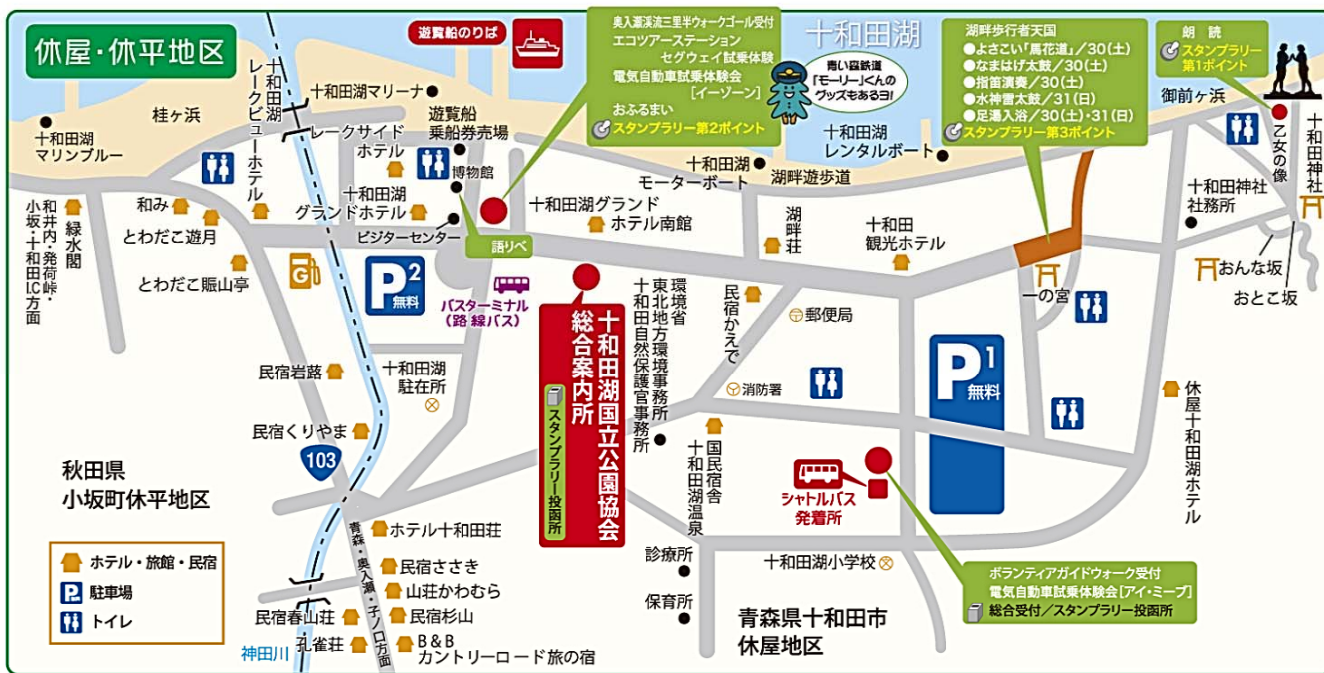 休屋・休平地区
遊覧船のりば
奥入瀬渓流三里半ウォークゴール受付
エコツアーステーション
セグウェイ試乗体験
電気自動車試乗体験会
[イーゾーン]
おふるまい
スタンプラリー第2ポイント
十和田湖
青い森鉄道
「モーリー」くんの
グッズもあるヨ!
湖畔歩行者天国
●よさこい「馬花道」/30(土)
●なまはげ太鼓/30(土)
●指笛演奏/30(土)
●水神雷太鼓/31(日)
●足湯入浴/30(土)・31(日)
スタンプラリー第3ポイント
朗読
スタンプラリー
第1ポイント
御前ヶ浜
乙女の像
十和田神社
十和田神社
社務所
おんな坂
おとこ坂
桂ヶ浜
十和田湖
マリンブルー
十和田湖
レークビューホテル
十和田湖マリーナ
レークサイド
ホテル
遊覧船
乗船券売場
博物館
十和田湖
グランドホテル
ビジターセンター
語りべ
十和田湖グランド
ホテル南館
十和田湖
モーターボート
湖畔遊歩道
十和田湖
レンタルボート
湖畔荘
十和田
観光ホテル
一の宮
和井内・発荷峠・
小坂・十和田I.C方面
緑水閣
和み
とわだこ遊月
とわだこ賑山亭
P2
無料
バスターミナル
(路線バス)
十和田湖国立公園協会
総合案内所
スタンプラリー投函所
環境省
東北地方環境事務所
十和田自然保護官事務所
民宿かえで
郵便局
消防署
P1
無料
休屋十和田湖ホテル
民宿岩蕗
十和田湖
駐在所
民宿くりやま
103
秋田県
小坂町休平地区
国民宿舎
十和田湖温泉
シャトルバス
発着所
診療所
保育所
十和田湖小学校
ボランティアガイドウォーク受付
電気自動車試乗体験会[アイ・ミーブ]
総合受付/スタンプラリー投函所
青森県十和田市
休屋地区
ホテル・旅館・民宿
P
駐車場
トイレ
青森・奥入瀬・子ノ口方面
ホテル十和田荘
民宿ささき
山荘かわむら
民宿杉山
民宿春山荘
孔雀荘
B&B
カントリーロード旅の宿
神田川